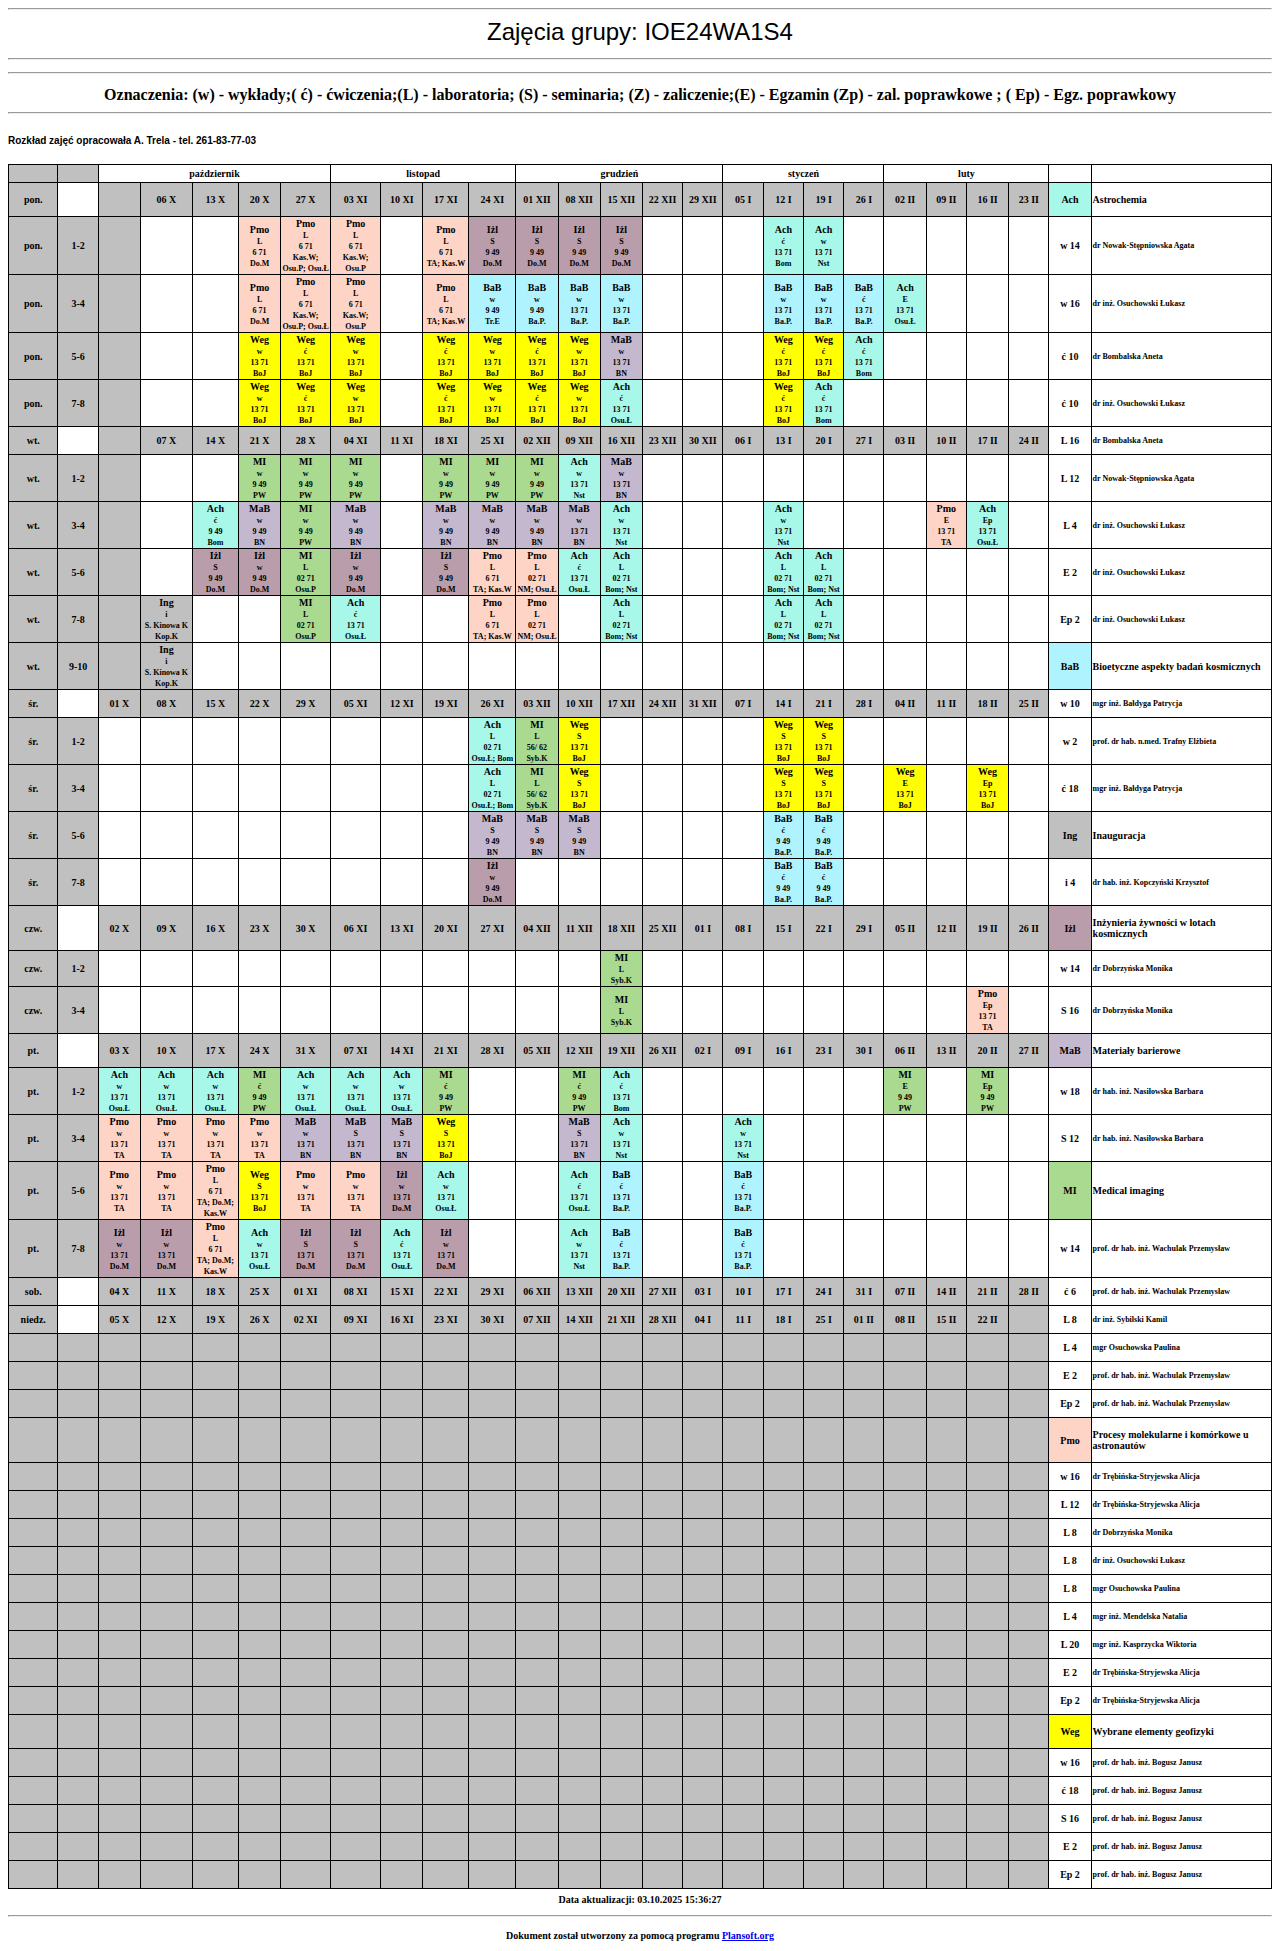 Zajęcia grupy: IOE24WA1S4
Oznaczenia: (w) - wykłady;( ć) - ćwiczenia;(L) - laboratoria; (S) - seminaria; (Z) - zaliczenie;(E) - Egzamin (Zp) - zal. poprawkowe ; ( Ep) - Egz. poprawkowy
Rozkład zajęć opracowała A. Trela - tel. 261-83-77-03
październik listopad grudzień styczeń luty
pon. 06 X 13 X 20 X 27 X 03 XI 10 XI 17 XI 24 XI 01 XII 08 XII 15 XII 22 XII 29 XII 05 I 12 I 19 I 26 I 02 II 09 II 16 II 23 II Ach Astrochemia
pon. 1-2 Pmo L 6 71 Do.M Pmo L 6 71 Kas.W; Osu.P; Osu.Ł Pmo L 6 71 Kas.W; Osu.P Pmo L 6 71 TA; Kas.W Iżl S 9 49 Do.M Iżl S 9 49 Do.M Iżl S 9 49 Do.M Iżl S 9 49 Do.M Ach ć 13 71 Bom Ach w 13 71 Nst w 14 dr Nowak-Stępniowska Agata
pon. 3-4 Pmo L 6 71 Do.M Pmo L 6 71 Kas.W; Osu.P; Osu.Ł Pmo L 6 71 Kas.W; Osu.P Pmo L 6 71 TA; Kas.W BaB w 9 49 Tr.E BaB w 9 49 Ba.P. BaB w 13 71 Ba.P. BaB w 13 71 Ba.P. BaB w 13 71 Ba.P. BaB w 13 71 Ba.P. BaB ć 13 71 Ba.P. Ach E 13 71 Osu.Ł w 16 dr inż. Osuchowski Łukasz
pon. 5-6 Weg w 13 71 BoJ Weg ć 13 71 BoJ Weg w 13 71 BoJ Weg ć 13 71 BoJ Weg w 13 71 BoJ Weg ć 13 71 BoJ Weg w 13 71 BoJ MaB w 13 71 BN Weg ć 13 71 BoJ Weg ć 13 71 BoJ Ach ć 13 71 Bom ć 10 dr Bombalska Aneta
pon. 7-8 Weg w 13 71 BoJ Weg ć 13 71 BoJ Weg w 13 71 BoJ Weg ć 13 71 BoJ Weg w 13 71 BoJ Weg ć 13 71 BoJ Weg w 13 71 BoJ Ach ć 13 71 Osu.Ł Weg ć 13 71 BoJ Ach ć 13 71 Bom ć 10 dr inż. Osuchowski Łukasz
wt. 07 X 14 X 21 X 28 X 04 XI 11 XI 18 XI 25 XI 02 XII 09 XII 16 XII 23 XII 30 XII 06 I 13 I 20 I 27 I 03 II 10 II 17 II 24 II L 16 dr Bombalska Aneta
wt. 1-2 MI w 9 49 PW MI w 9 49 PW MI w 9 49 PW MI w 9 49 PW MI w 9 49 PW MI w 9 49 PW Ach w 13 71 Nst MaB w 13 71 BN L 12 dr Nowak-Stępniowska Agata
wt. 3-4 Ach ć 9 49 Bom MaB w 9 49 BN MI w 9 49 PW MaB w 9 49 BN MaB w 9 49 BN MaB w 9 49 BN MaB w 9 49 BN MaB w 13 71 BN Ach w 13 71 Nst Ach w 13 71 Nst Pmo E 13 71 TA Ach Ep 13 71 Osu.Ł L 4 dr inż. Osuchowski Łukasz
wt. 5-6 Iżl S 9 49 Do.M Iżl w 9 49 Do.M MI L 02 71 Osu.P Iżl w 9 49 Do.M Iżl S 9 49 Do.M Pmo L 6 71 TA; Kas.W Pmo L 02 71 NM; Osu.Ł Ach ć 13 71 Osu.Ł Ach L 02 71 Bom; Nst Ach L 02 71 Bom; Nst Ach L 02 71 Bom; Nst E 2 dr inż. Osuchowski Łukasz
wt. 7-8 Ing i S. Kinowa K Kop.K MI L 02 71 Osu.P Ach ć 13 71 Osu.Ł Pmo L 6 71 TA; Kas.W Pmo L 02 71 NM; Osu.Ł Ach L 02 71 Bom; Nst Ach L 02 71 Bom; Nst Ach L 02 71 Bom; Nst Ep 2 dr inż. Osuchowski Łukasz
wt. 9-10 Ing i S. Kinowa K Kop.K BaB Bioetyczne aspekty badań kosmicznych
śr. 01 X 08 X 15 X 22 X 29 X 05 XI 12 XI 19 XI 26 XI 03 XII 10 XII 17 XII 24 XII 31 XII 07 I 14 I 21 I 28 I 04 II 11 II 18 II 25 II w 10 mgr inż. Bałdyga Patrycja
śr. 1-2 Ach L 02 71 Osu.Ł; Bom MI L 56/ 62 Syb.K Weg S 13 71 BoJ Weg S 13 71 BoJ Weg S 13 71 BoJ w 2 prof. dr hab. n.med. Trafny Elżbieta
śr. 3-4 Ach L 02 71 Osu.Ł; Bom MI L 56/ 62 Syb.K Weg S 13 71 BoJ Weg S 13 71 BoJ Weg S 13 71 BoJ Weg E 13 71 BoJ Weg Ep 13 71 BoJ ć 18 mgr inż. Bałdyga Patrycja
śr. 5-6 MaB S 9 49 BN MaB S 9 49 BN MaB S 9 49 BN BaB ć 9 49 Ba.P. BaB ć 9 49 Ba.P. Ing Inauguracja
śr. 7-8 Iżl w 9 49 Do.M BaB ć 9 49 Ba.P. BaB ć 9 49 Ba.P. i 4 dr hab. inż. Kopczyński Krzysztof
czw. 02 X 09 X 16 X 23 X 30 X 06 XI 13 XI 20 XI 27 XI 04 XII 11 XII 18 XII 25 XII 01 I 08 I 15 I 22 I 29 I 05 II 12 II 19 II 26 II Iżl Inżynieria żywności w lotach kosmicznych
czw. 1-2 MI L Syb.K w 14 dr Dobrzyńska Monika
czw. 3-4 MI L Syb.K Pmo Ep 13 71 TA S 16 dr Dobrzyńska Monika
pt. 03 X 10 X 17 X 24 X 31 X 07 XI 14 XI 21 XI 28 XI 05 XII 12 XII 19 XII 26 XII 02 I 09 I 16 I 23 I 30 I 06 II 13 II 20 II 27 II MaB Materiały barierowe
pt. 1-2 Ach w 13 71 Osu.Ł Ach w 13 71 Osu.Ł Ach w 13 71 Osu.Ł MI ć 9 49 PW Ach w 13 71 Osu.Ł Ach w 13 71 Osu.Ł Ach w 13 71 Osu.Ł MI ć 9 49 PW MI ć 9 49 PW Ach ć 13 71 Bom MI E 9 49 PW MI Ep 9 49 PW w 18 dr hab. inż. Nasiłowska Barbara
pt. 3-4 Pmo w 13 71 TA Pmo w 13 71 TA Pmo w 13 71 TA Pmo w 13 71 TA MaB w 13 71 BN MaB S 13 71 BN MaB S 13 71 BN Weg S 13 71 BoJ MaB S 13 71 BN Ach w 13 71 Nst Ach w 13 71 Nst S 12 dr hab. inż. Nasiłowska Barbara
pt. 5-6 Pmo w 13 71 TA Pmo w 13 71 TA Pmo L 6 71 TA; Do.M; Kas.W Weg S 13 71 BoJ Pmo w 13 71 TA Pmo w 13 71 TA Iżl w 13 71 Do.M Ach w 13 71 Osu.Ł Ach ć 13 71 Osu.Ł BaB ć 13 71 Ba.P. BaB ć 13 71 Ba.P. MI Medical imaging
pt. 7-8 Iżl w 13 71 Do.M Iżl w 13 71 Do.M Pmo L 6 71 TA; Do.M; Kas.W Ach w 13 71 Osu.Ł Iżl S 13 71 Do.M Iżl S 13 71 Do.M Ach ć 13 71 Osu.Ł Iżl w 13 71 Do.M Ach w 13 71 Nst BaB ć 13 71 Ba.P. BaB ć 13 71 Ba.P. w 14 prof. dr hab. inż. Wachulak Przemysław
sob. 04 X 11 X 18 X 25 X 01 XI 08 XI 15 XI 22 XI 29 XI 06 XII 13 XII 20 XII 27 XII 03 I 10 I 17 I 24 I 31 I 07 II 14 II 21 II 28 II ć 6 prof. dr hab. inż. Wachulak Przemysław
niedz. 05 X 12 X 19 X 26 X 02 XI 09 XI 16 XI 23 XI 30 XI 07 XII 14 XII 21 XII 28 XII 04 I 11 I 18 I 25 I 01 II 08 II 15 II 22 II L 8 dr inż. Sybilski Kamil
L 4 mgr Osuchowska Paulina
E 2 prof. dr hab. inż. Wachulak Przemysław
Ep 2 prof. dr hab. inż. Wachulak Przemysław
Pmo Procesy molekularne i komórkowe u astronautów
w 16 dr Trębińska-Stryjewska Alicja
L 12 dr Trębińska-Stryjewska Alicja
L 8 dr Dobrzyńska Monika
L 8 dr inż. Osuchowski Łukasz
L 8 mgr Osuchowska Paulina
L 4 mgr inż. Mendelska Natalia
L 20 mgr inż. Kasprzycka Wiktoria
E 2 dr Trębińska-Stryjewska Alicja
Ep 2 dr Trębińska-Stryjewska Alicja
Weg Wybrane elementy geofizyki
w 16 prof. dr hab. inż. Bogusz Janusz
ć 18 prof. dr hab. inż. Bogusz Janusz
S 16 prof. dr hab. inż. Bogusz Janusz
E 2 prof. dr hab. inż. Bogusz Janusz
Ep 2 prof. dr hab. inż. Bogusz Janusz
Data aktualizacji: 03.10.2025 15:36:27
Dokument został utworzony za pomocą programu Plansoft.org